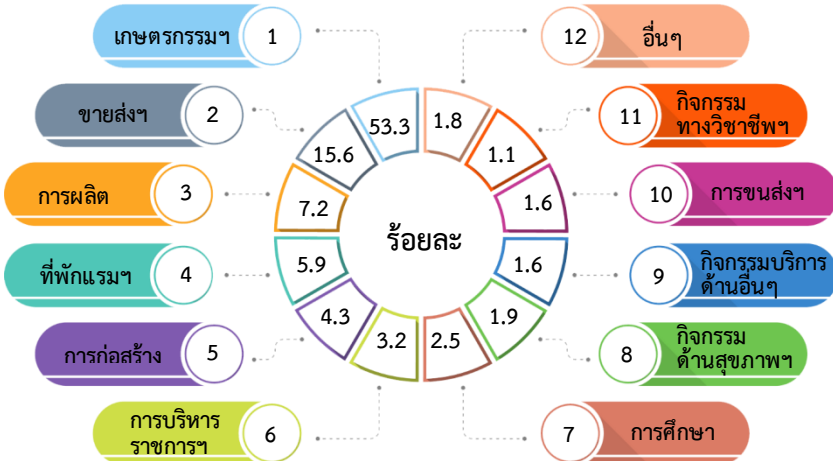 เกษตรกรรมฯ 1
ขายส่งฯ 2
การผลิต 3
ที่พักแรมฯ 4
การก่อสร้าง 5
การบริหาร
ราชการฯ 6
12 อื่นๆ
11 กิจกรรม
ทางวิชาชีพฯ
10 การขนส่งฯ
9 กิจกรรมบริการ
ด้านอื่นๆ
8 กิจกรรม
ด้านสุขภาพฯ
7 การศึกษา
53.3
15.6
7.2
5.9
4.3
3.2
2.5
1.9
1.6
1.6
1.1
1.8
ร้อยละ